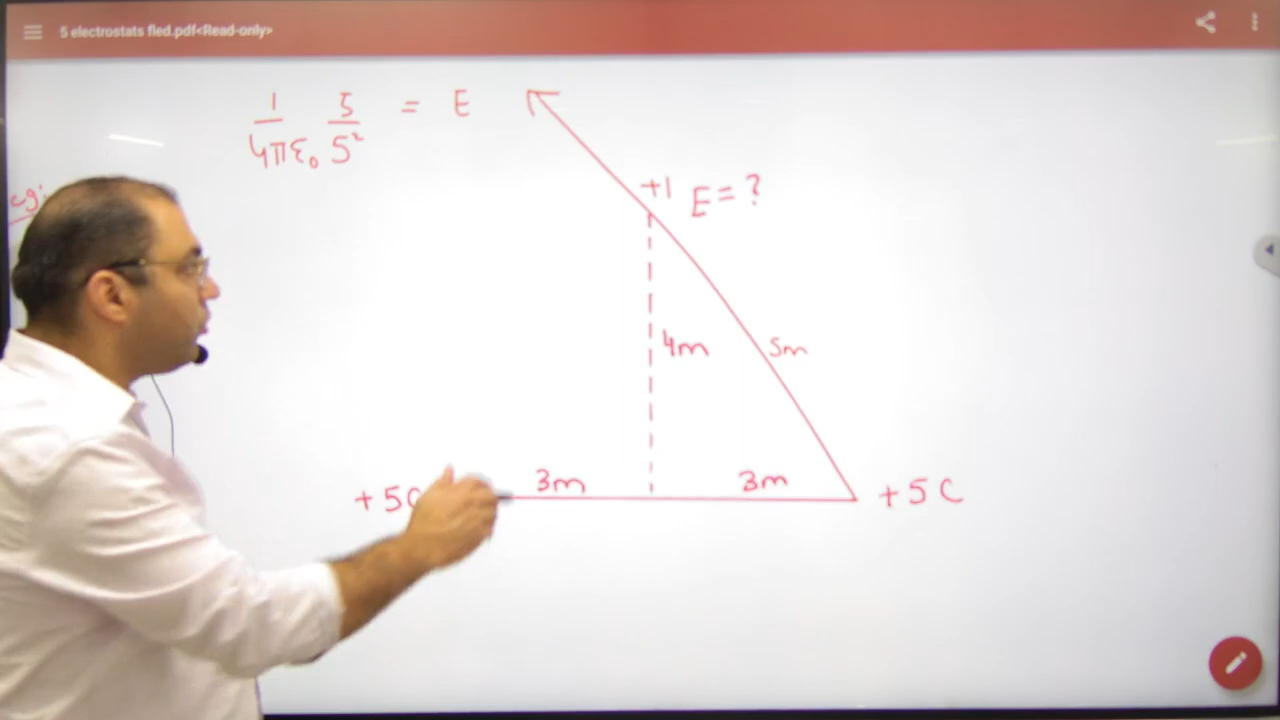 5 electrostats fled.pdf<Read-only>
1 5 = E
4πε₀ 5²
+1 E = ?
4m 5m
3m 3m
+5C +5C